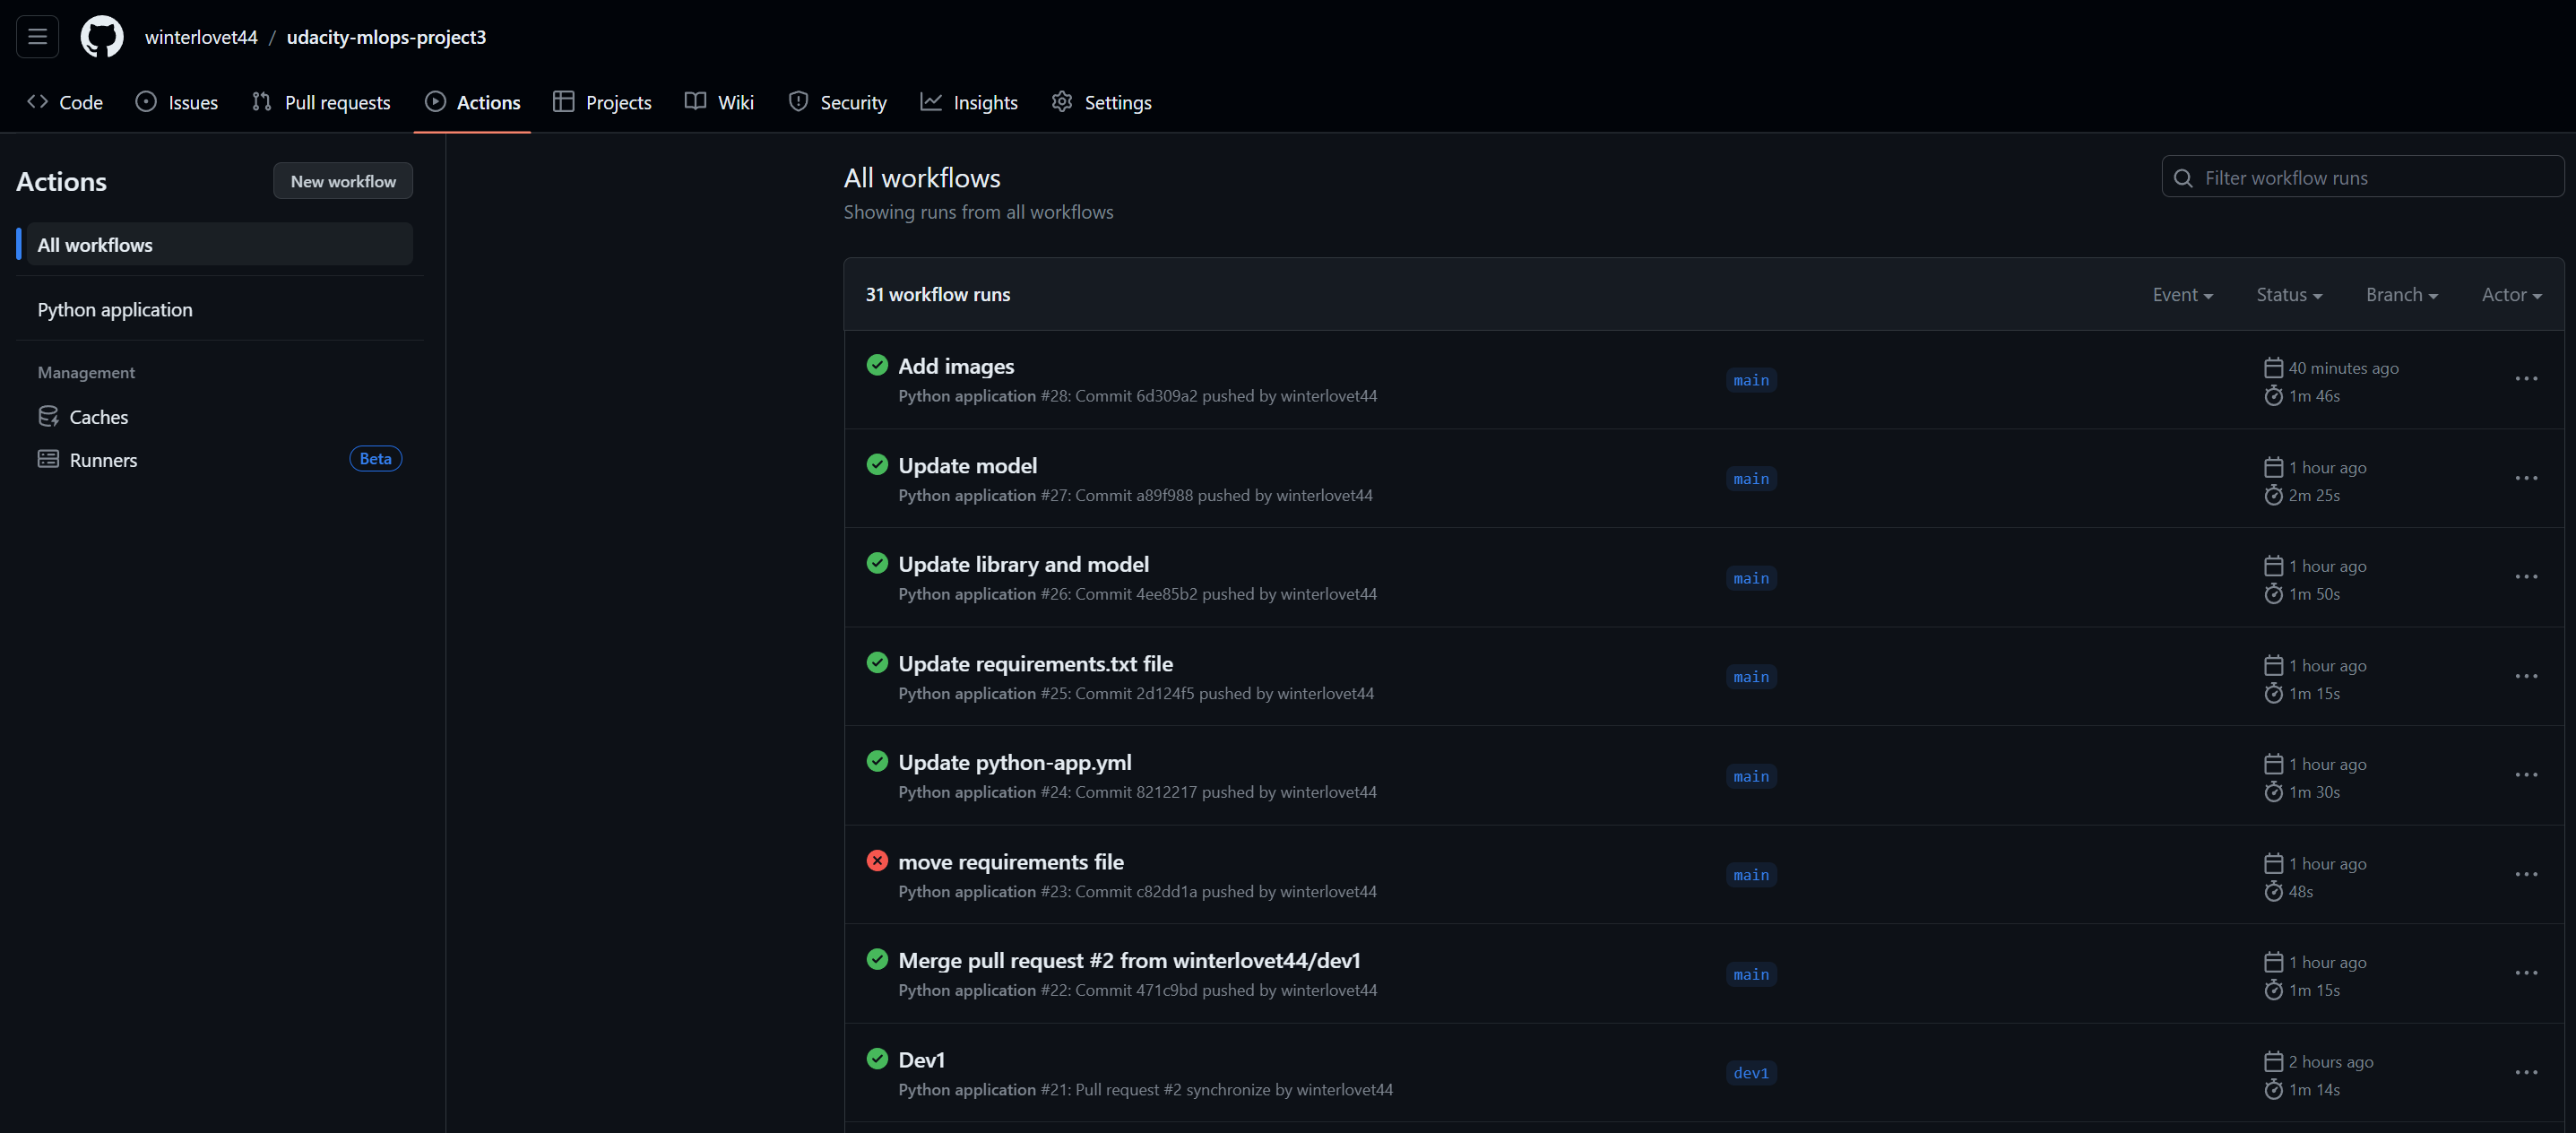 winterlovet44 / udacity-mlops-project3
Code Issues Pull requests Actions Projects Wiki Security Insights Settings
Actions
New workflow
All workflows
Python application
Management
Caches
Runners Beta
All workflows
Showing runs from all workflows
Filter workflow runs
31 workflow runs
Event Status Branch Actor
Add images
Python application #28: Commit 6d309a2 pushed by winterlovet44
main
40 minutes ago
1m 46s
Update model
Python application #27: Commit a89f988 pushed by winterlovet44
main
1 hour ago
2m 25s
Update library and model
Python application #26: Commit 4ee85b2 pushed by winterlovet44
main
1 hour ago
1m 50s
Update requirements.txt file
Python application #25: Commit 2d124f5 pushed by winterlovet44
main
1 hour ago
1m 15s
Update python-app.yml
Python application #24: Commit 8212217 pushed by winterlovet44
main
1 hour ago
1m 30s
move requirements file
Python application #23: Commit c82dd1a pushed by winterlovet44
main
1 hour ago
48s
Merge pull request #2 from winterlovet44/dev1
Python application #22: Commit 471c9bd pushed by winterlovet44
main
1 hour ago
1m 15s
Dev1
Python application #21: Pull request #2 synchronize by winterlovet44
dev1
2 hours ago
1m 14s